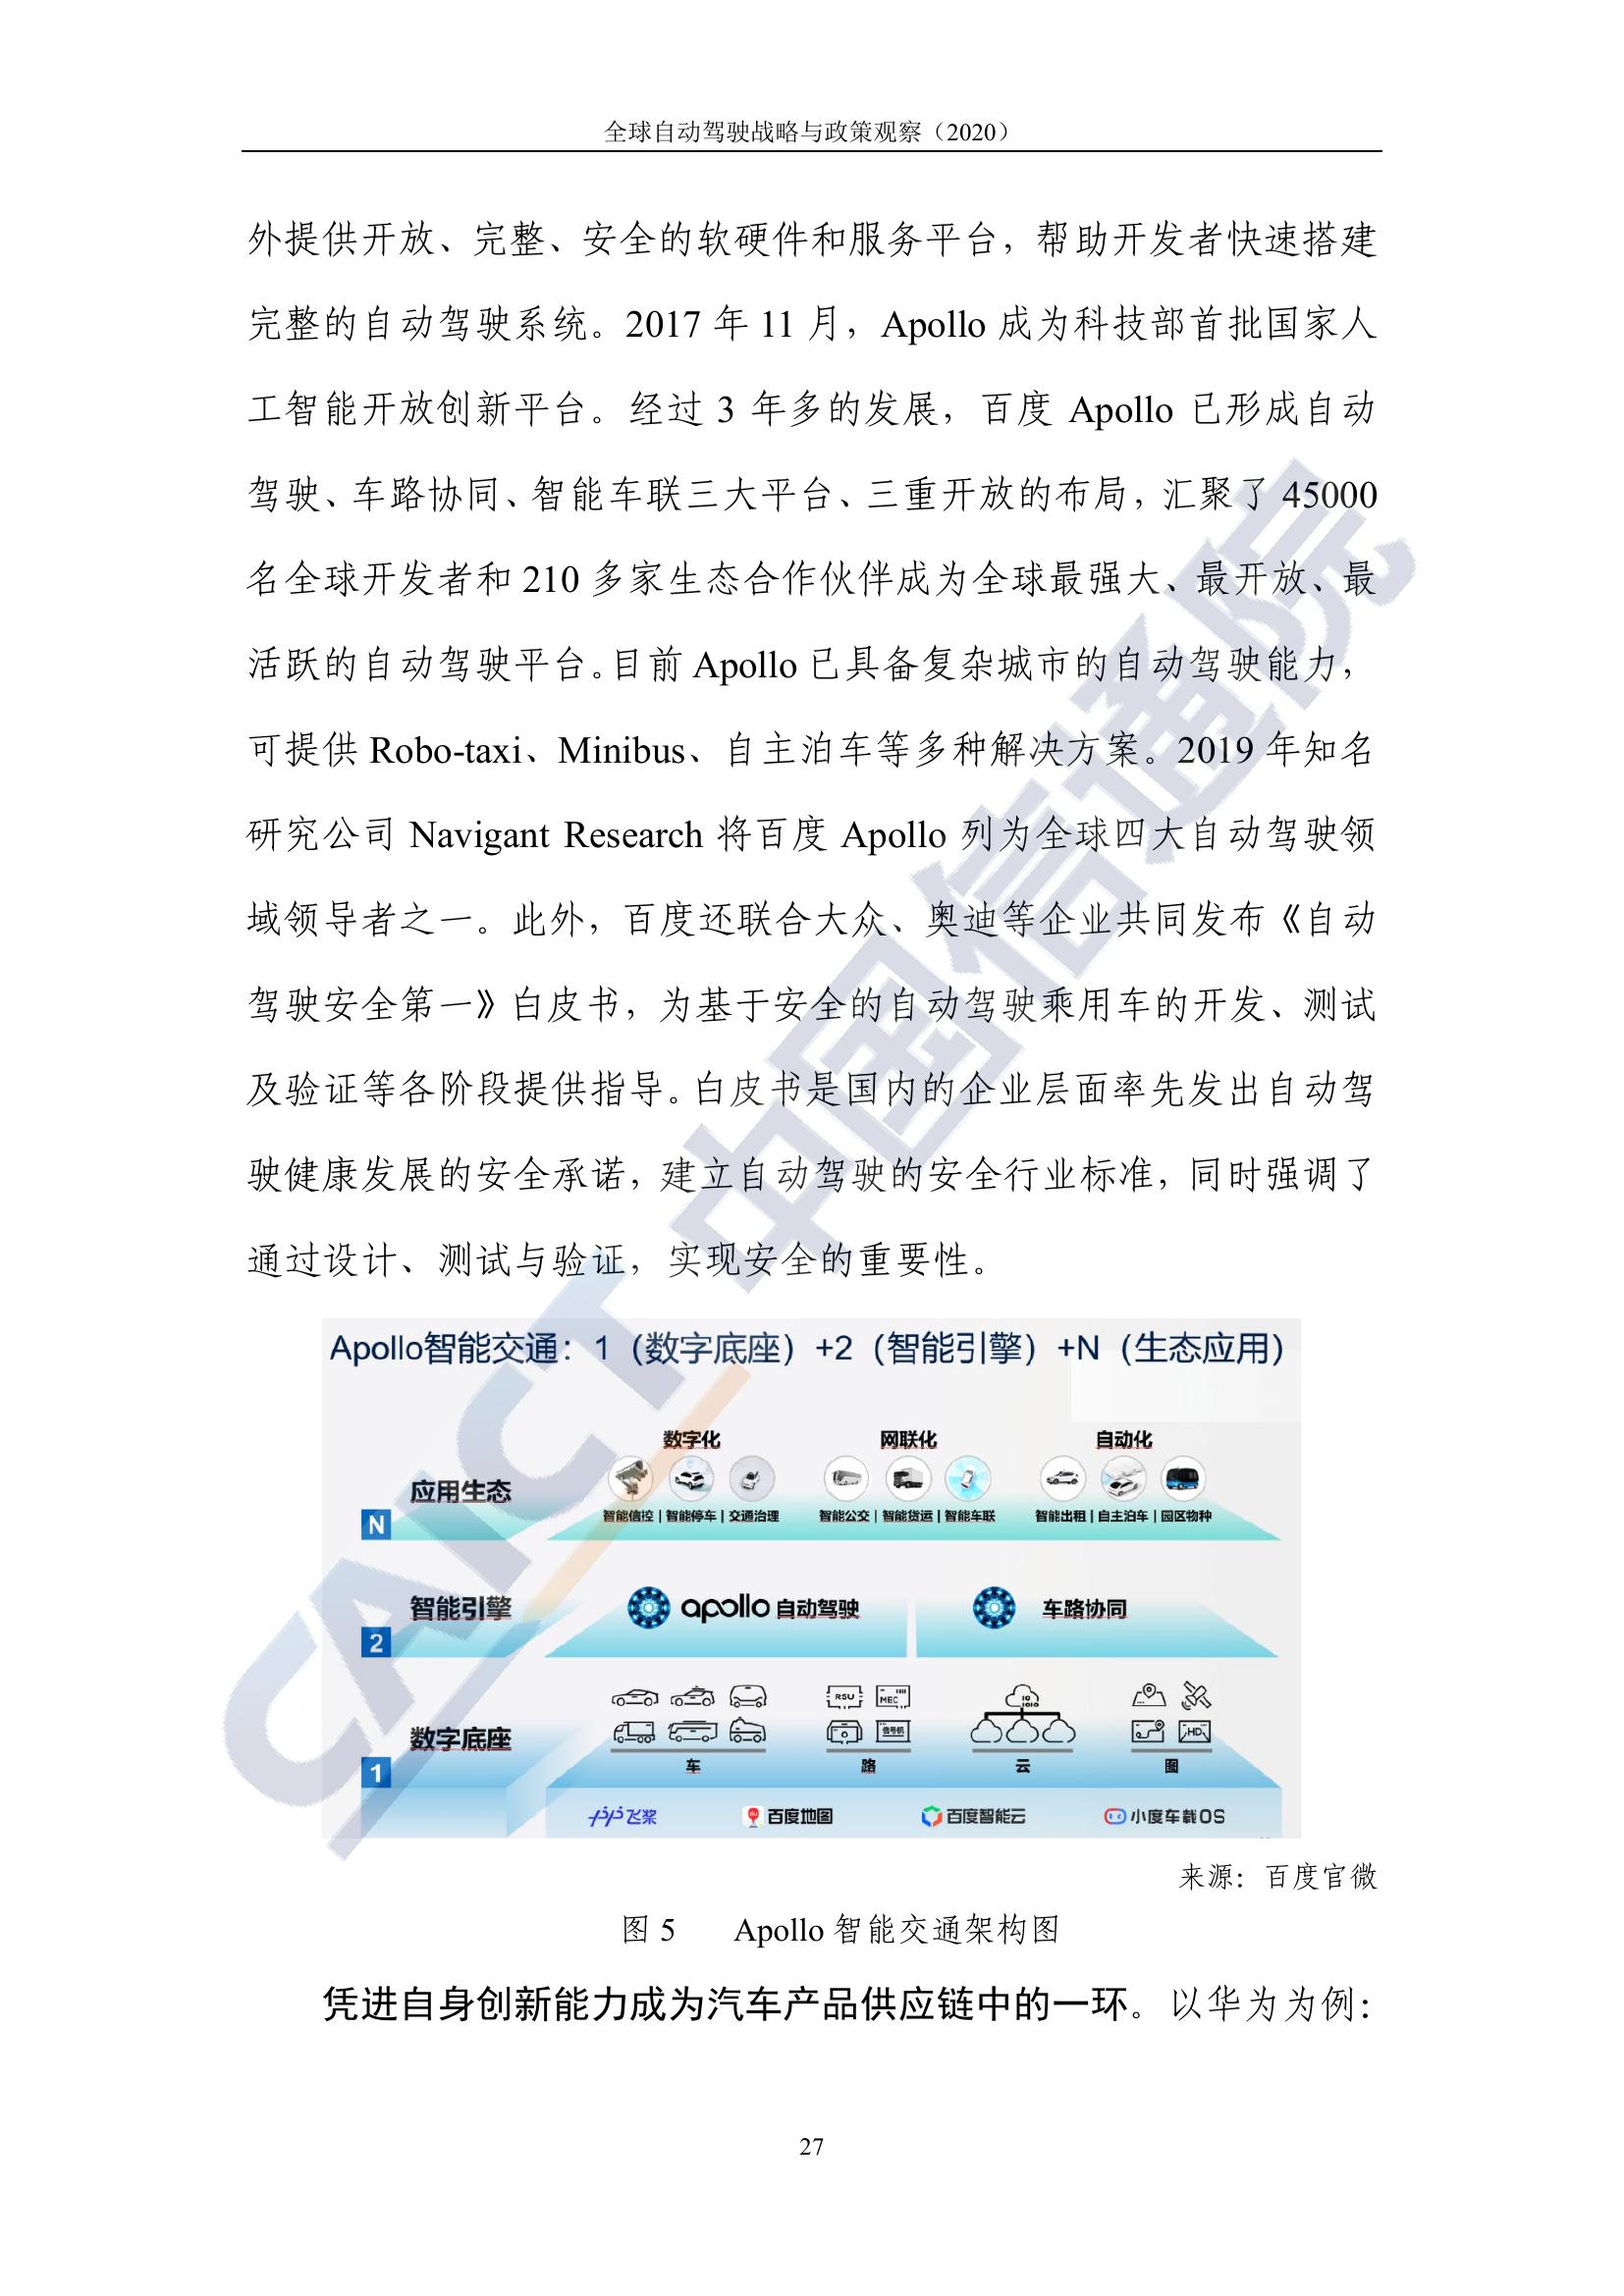 全球自动驾驶战略与政策观察（2020）
外提供开放、完整、安全的软硬件和服务平台，帮助开发者快速搭建
完整的自动驾驶系统。2017 年 11 月，Apollo 成为科技部首批国家人
工智能开放创新平台。经过 3 年多的发展，百度 Apollo 已形成自动
驾驶、车路协同、智能车联三大平台、三重开放的布局，汇聚了 45000
名全球开发者和 210 多家生态合作伙伴成为全球最强大、最开放、最
活跃的自动驾驶平台。目前 Apollo 已具备复杂城市的自动驾驶能力，
可提供 Robo-taxi、Minibus、自主泊车等多种解决方案。2019 年知名
研究公司 Navigant Research 将百度 Apollo 列为全球四大自动驾驶领
域领导者之一。此外，百度还联合大众、奥迪等企业共同发布《自动
驾驶安全第一》白皮书，为基于安全的自动驾驶乘用车的开发、测试
及验证等各阶段提供指导。白皮书是国内的企业层面率先发出自动驾
驶健康发展的安全承诺，建立自动驾驶的安全行业标准，同时强调了
通过设计、测试与验证，实现安全的重要性。
CAICT 中国信通院
Apollo智能交通：1（数字底座）+2（智能引擎）+N（生态应用）
数字化 网联化 自动化
应用生态
N
智能信控 | 智能停车 | 交通治理 智能公交 | 智能货运 | 智能车联 智能出租 | 自主泊车 | 园区物种
智能引擎
2
apollo 自动驾驶 车路协同
RSU MEC 10 1010
数字底座
信号机 HD
1
车 路 云 图
飞桨 百度地图 百度智能云 小度车载OS
来源：百度官微
图 5 Apollo 智能交通架构图
凭进自身创新能力成为汽车产品供应链中的一环。以华为为例：
27